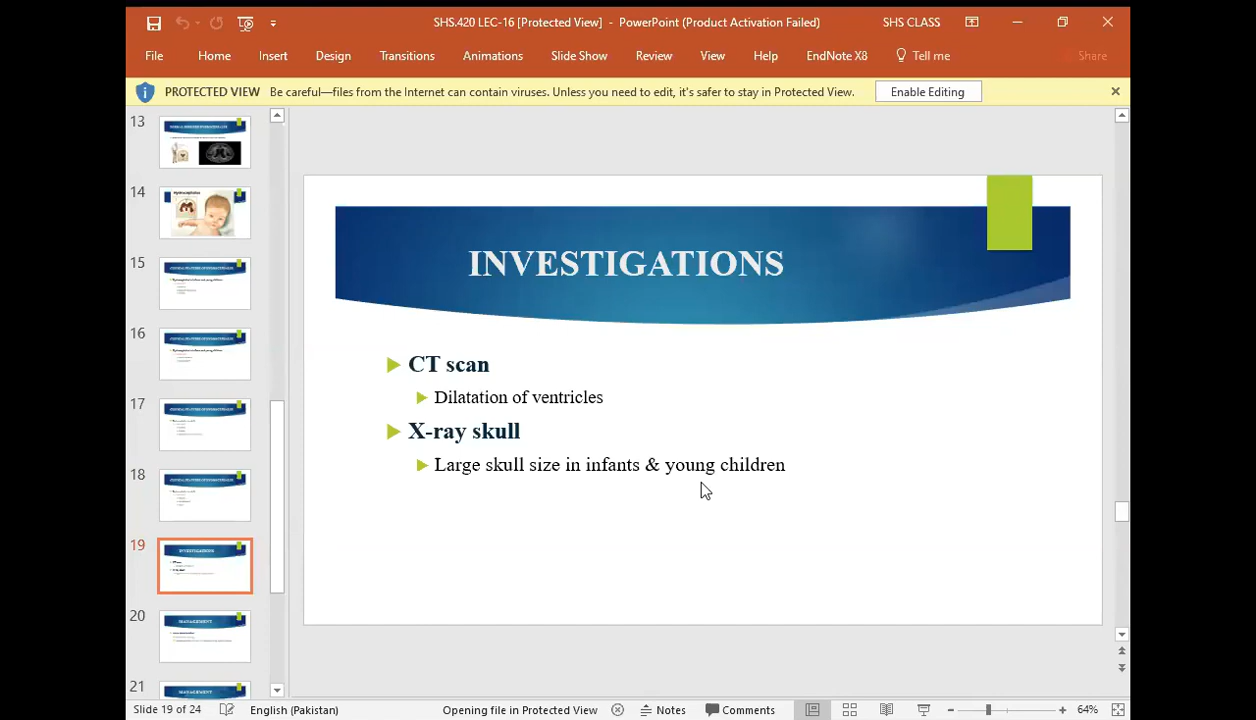 SHS.420 LEC-16 [Protected View] - PowerPoint (Product Activation Failed)
SHS CLASS
File Home Insert Design Transitions Animations Slide Show Review View Help EndNote X8 Tell me Share
PROTECTED VIEW Be careful—files from the Internet can contain viruses. Unless you need to edit, it's safer to stay in Protected View. Enable Editing
13
14
Hydrocephalus
15
16
17
18
19
INVESTIGATIONS
20
MANAGEMENT
21
MANAGEMENT
INVESTIGATIONS
CT scan
Dilatation of ventricles
X-ray skull
Large skull size in infants & young children
Slide 19 of 24 English (Pakistan) Opening file in Protected View Notes Comments 64%